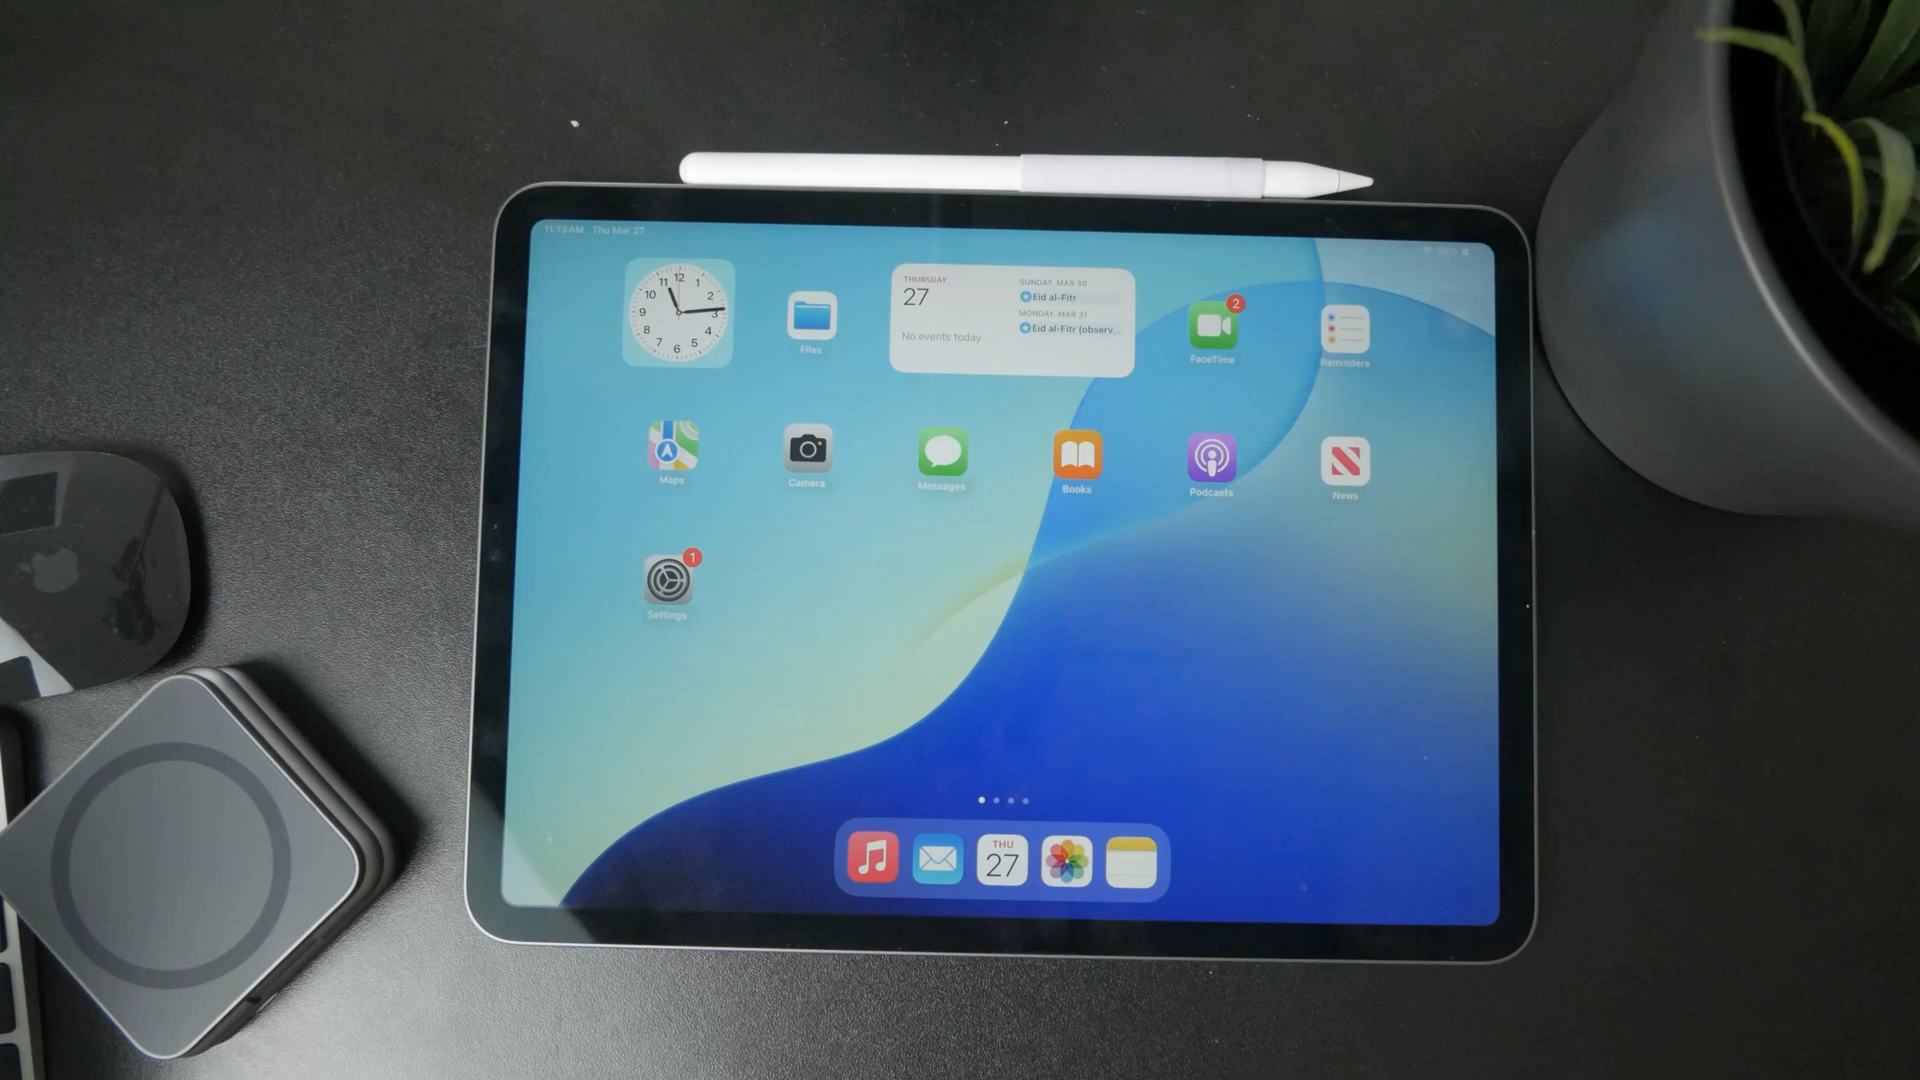 11:13 AM Thu Mar 27
12
11 1
10 2
9 3
8 4
7 5
6
Files
THURSDAY
27
No events today
SUNDAY, MAR 30
Eid al-Fitr
MONDAY, MAR 31
Eid al-Fitr (observ...
2
FaceTime
Reminders
Maps
Camera
Messages
Books
Podcasts
News
1
Settings
THU
27